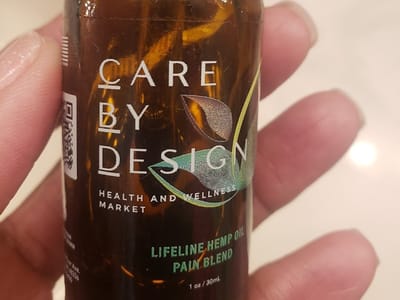 CARE
BY
DESIGN
HEALTH AND WELLNESS
MARKET
LIFELINE HEMP OIL
PAIN BLEND
1 oz / 30mL